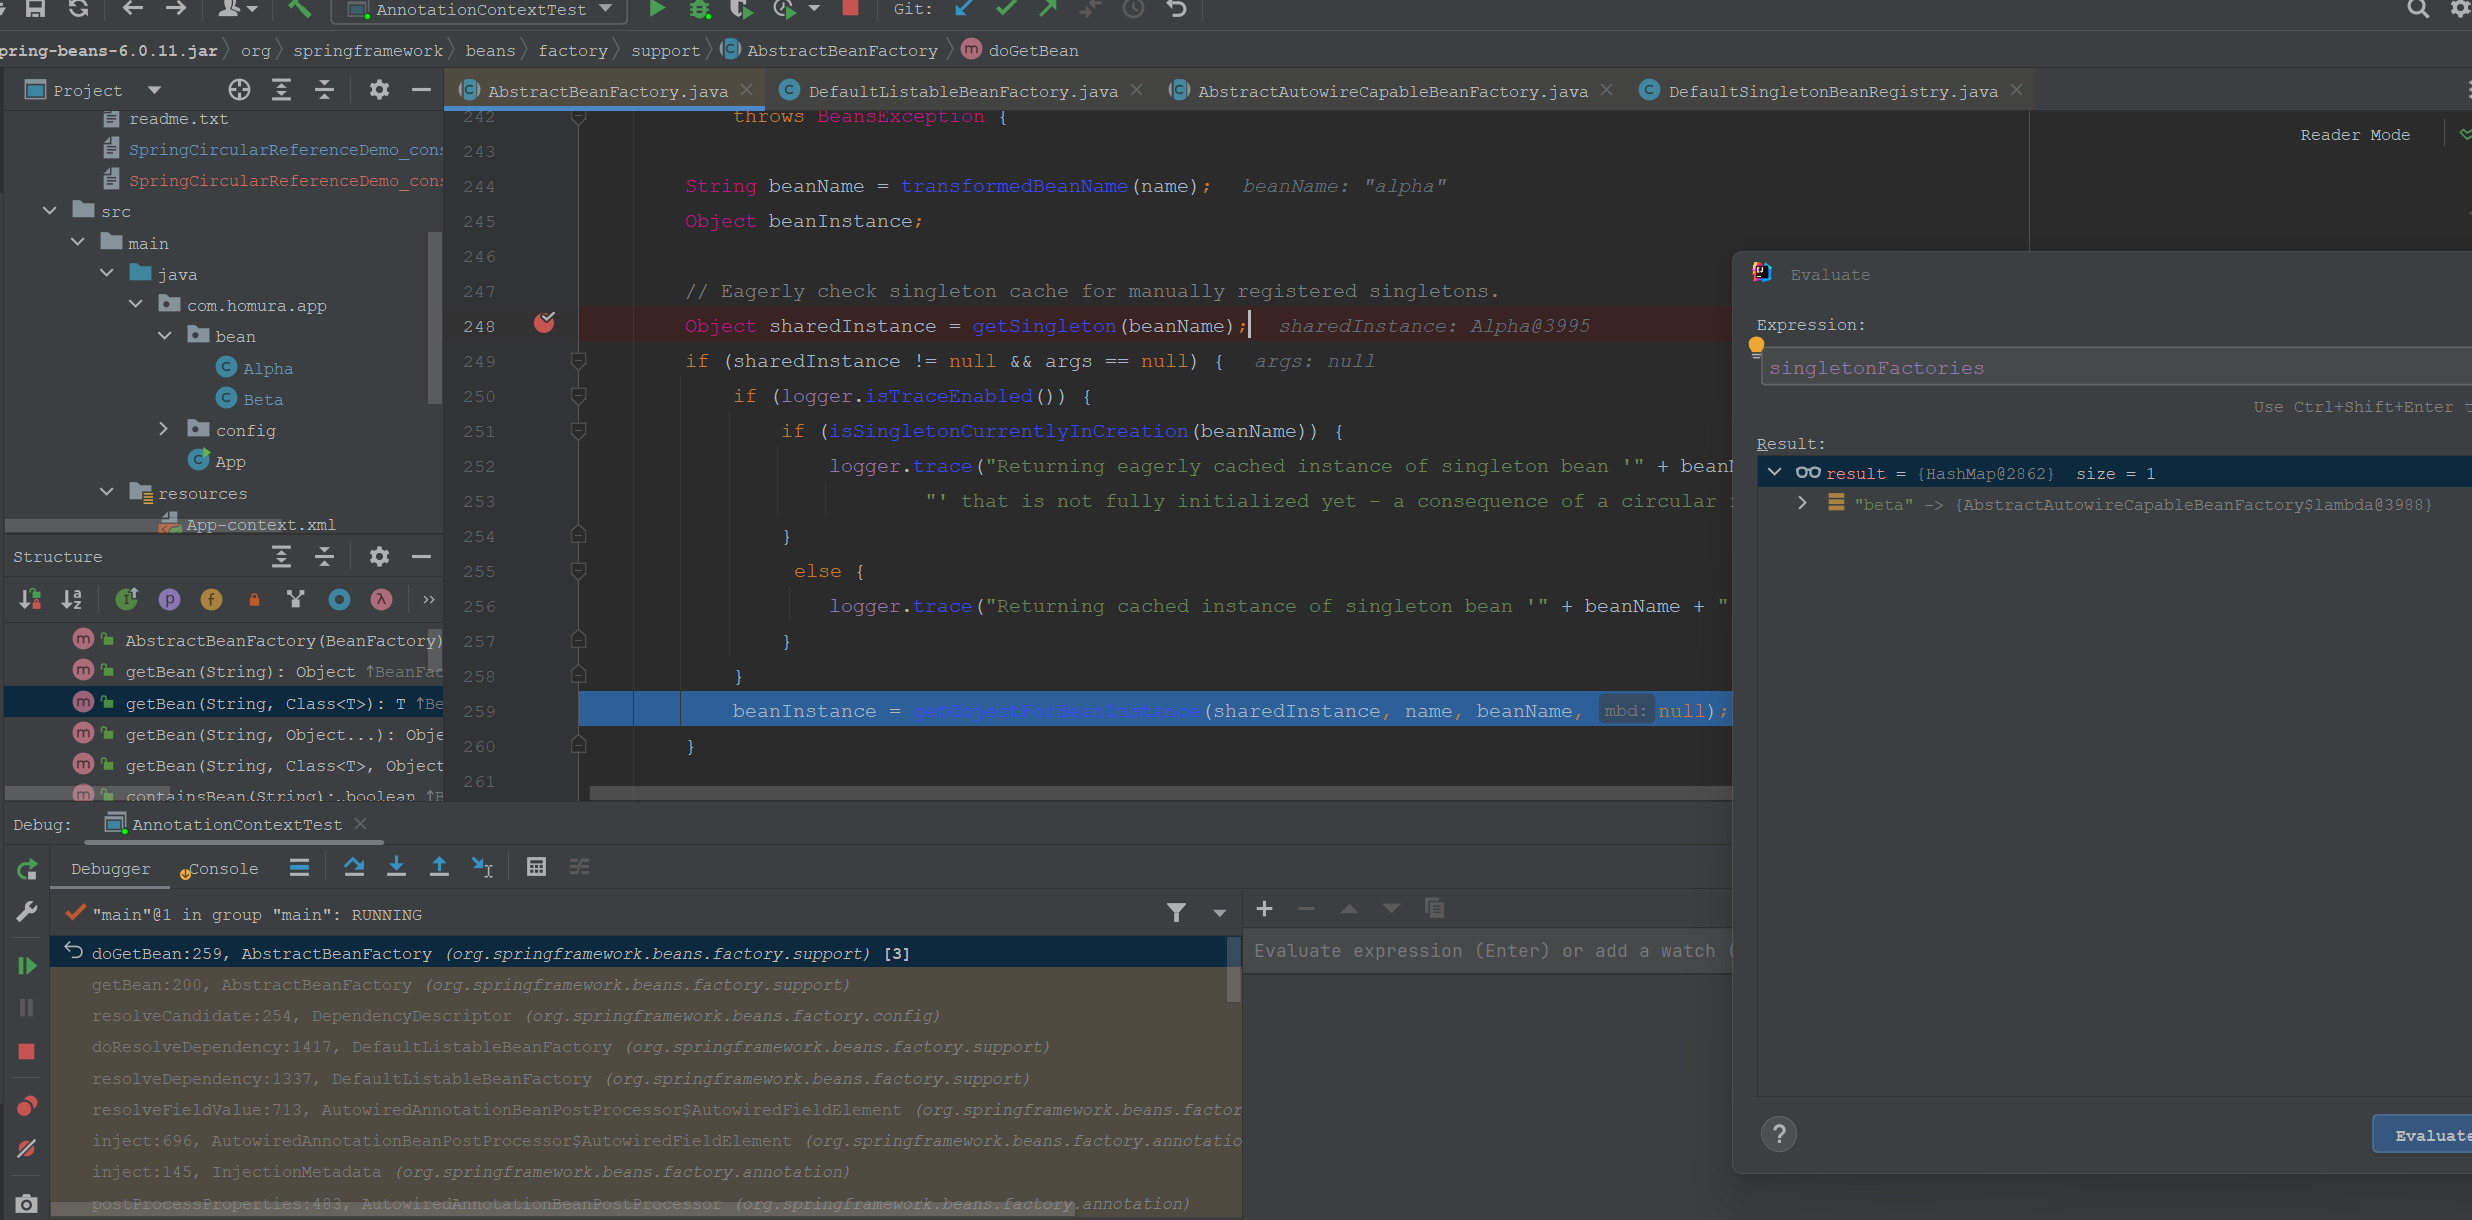 AnnotationContextTest
Git:
pring-beans-6.0.11.jar org springframework beans factory support AbstractBeanFactory doGetBean
Project
AbstractBeanFactory.java
DefaultListableBeanFactory.java
AbstractAutowireCapableBeanFactory.java
DefaultSingletonBeanRegistry.java
readme.txt
SpringCircularReferenceDemo_cons
SpringCircularReferenceDemo_cons
src
main
java
com.homura.app
bean
Alpha
Beta
config
App
resources
App-context.xml
Reader Mode
242 throws BeansException {
243
244 String beanName = transformedBeanName(name); beanName: "alpha"
245 Object beanInstance;
246
247 // Eagerly check singleton cache for manually registered singletons.
248 Object sharedInstance = getSingleton(beanName); sharedInstance: Alpha@3995
249 if (sharedInstance != null && args == null) { args: null
250 if (logger.isTraceEnabled()) {
251 if (isSingletonCurrentlyInCreation(beanName)) {
252 logger.trace("Returning eagerly cached instance of singleton bean '" + bean
253 "' that is not fully initialized yet - a consequence of a circular
254 }
255 else {
256 logger.trace("Returning cached instance of singleton bean '" + beanName + "
257 }
258 }
259 beanInstance = getObjectForBeanInstance(sharedInstance, name, beanName, mbd: null);
260 }
261
Structure
AbstractBeanFactory(BeanFactory)
getBean(String): Object ↑BeanFac
getBean(String, Class<T>): T ↑Be
getBean(String, Object...): Obje
getBean(String, Class<T>, Object
containsBean(String): boolean ↑B
Evaluate
Expression:
singletonFactories
Use Ctrl+Shift+Enter
Result:
result = {HashMap@2862} size = 1
"beta" -> {AbstractAutowireCapableBeanFactory$lambda@3988}
?
Evaluate
Debug: AnnotationContextTest
Debugger Console
"main"@1 in group "main": RUNNING
doGetBean:259, AbstractBeanFactory (org.springframework.beans.factory.support) [3]
getBean:200, AbstractBeanFactory (org.springframework.beans.factory.support)
resolveCandidate:254, DependencyDescriptor (org.springframework.beans.factory.config)
doResolveDependency:1417, DefaultListableBeanFactory (org.springframework.beans.factory.support)
resolveDependency:1337, DefaultListableBeanFactory (org.springframework.beans.factory.support)
resolveFieldValue:713, AutowiredAnnotationBeanPostProcessor$AutowiredFieldElement (org.springframework.beans.factor
inject:696, AutowiredAnnotationBeanPostProcessor$AutowiredFieldElement (org.springframework.beans.factory.annotatio
inject:145, InjectionMetadata (org.springframework.beans.factory.annotation)
postProcessProperties:483, AutowiredAnnotationBeanPostProcessor (org.springframework.beans.factory.annotation)
Evaluate expression (Enter) or add a watch (